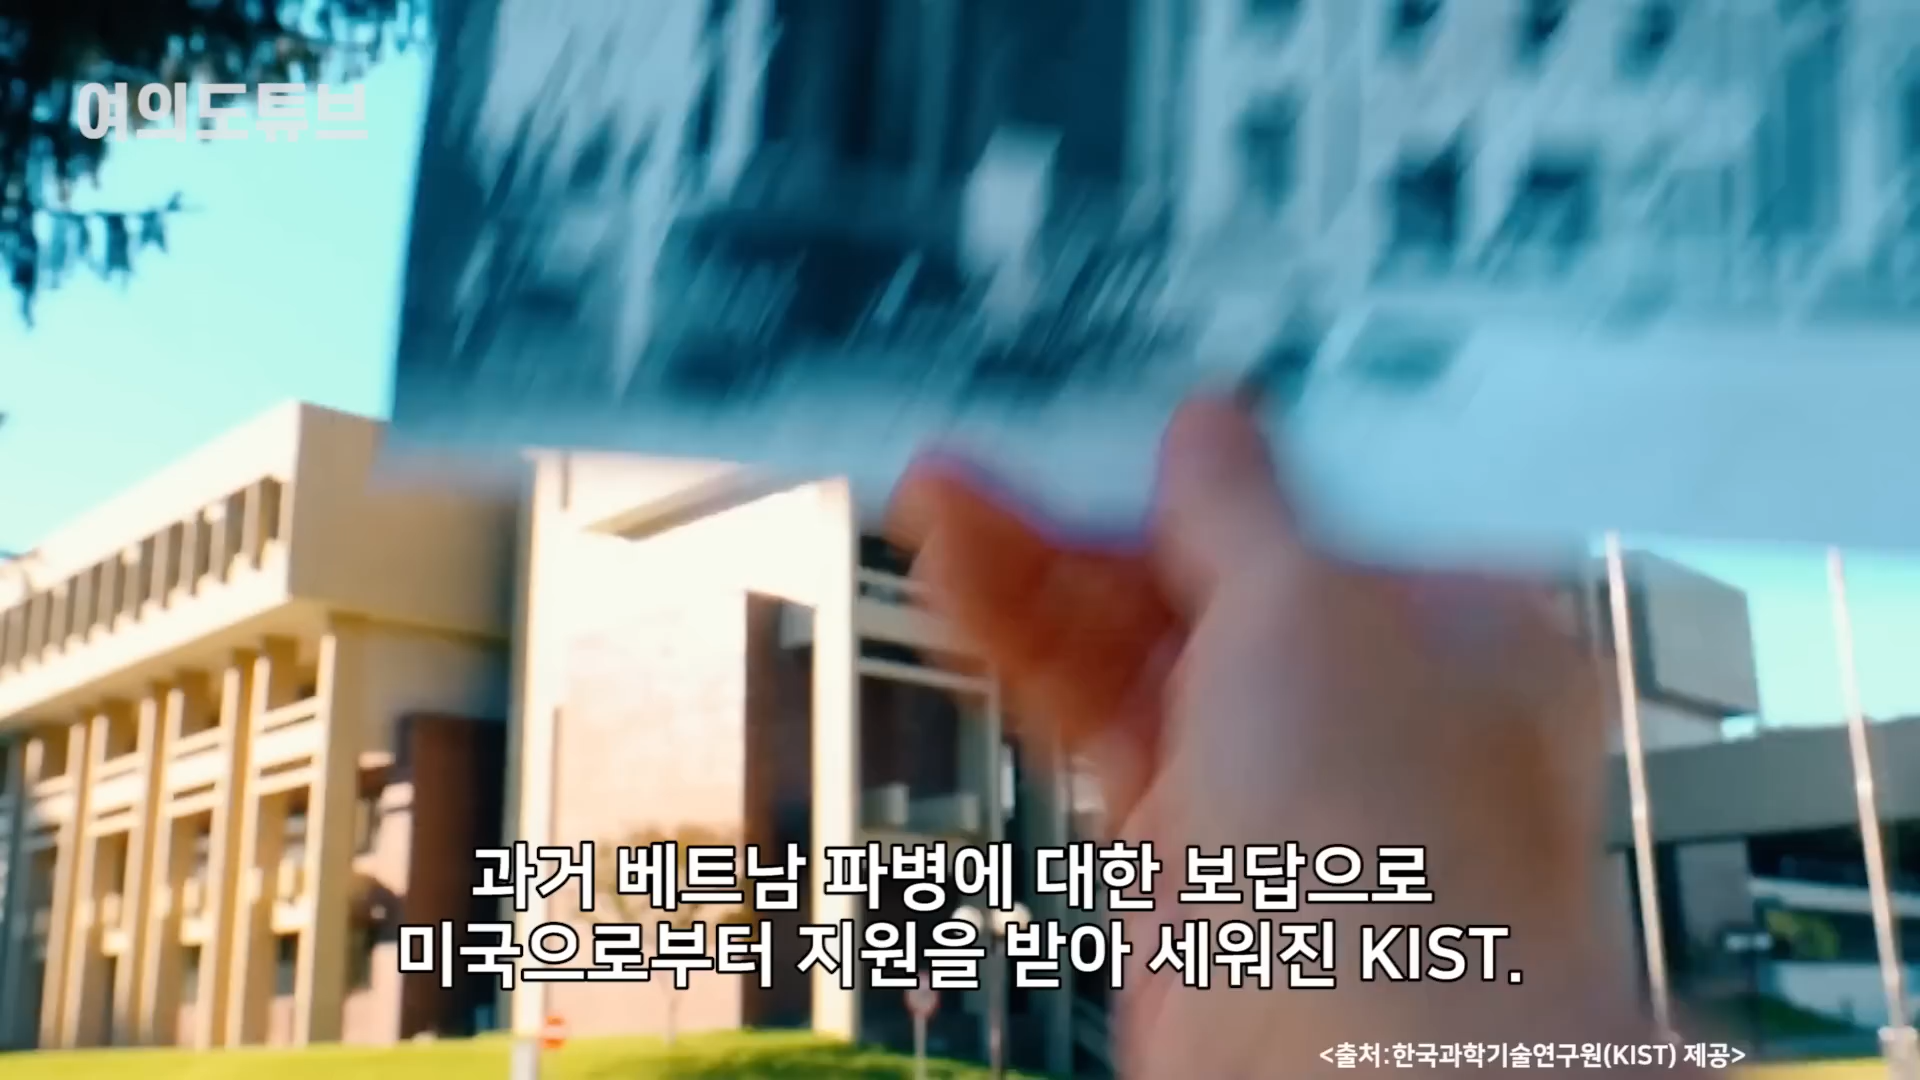 여의도튜브
과거 베트남 파병에 대한 보답으로
미국으로부터 지원을 받아 세워진 KIST.
<출처:한국과학기술연구원(KIST) 제공>